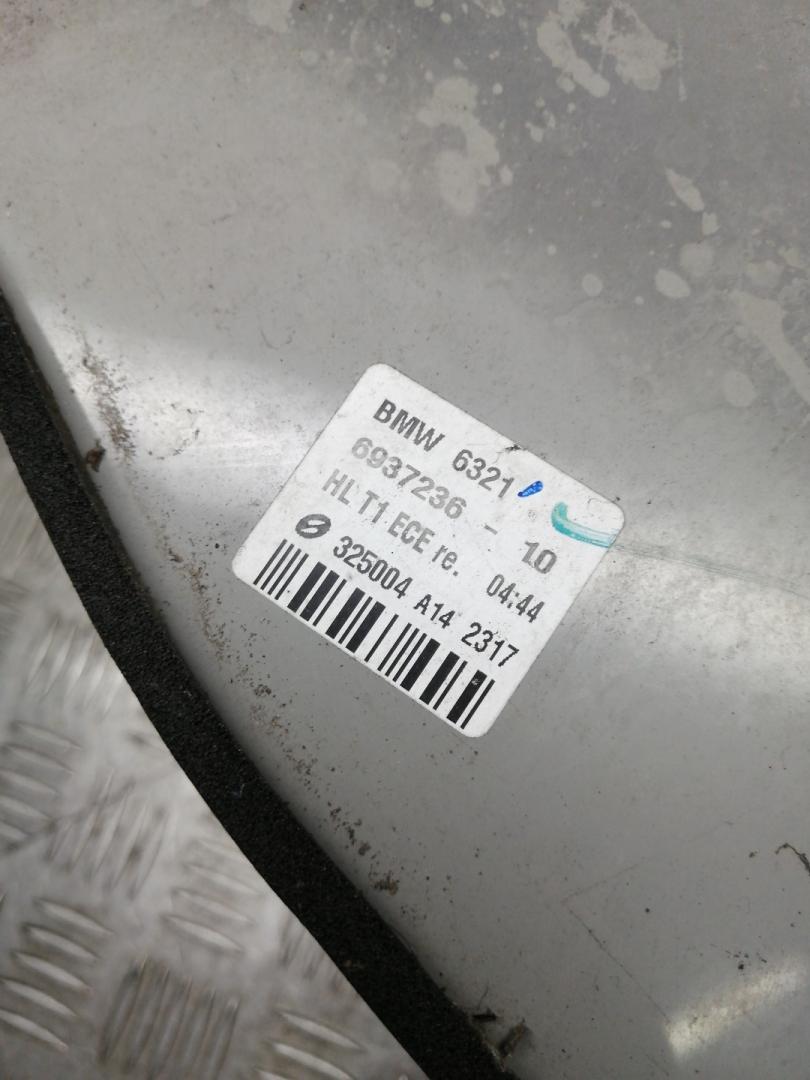 BMW 6321
6937236 - 10
HL T1 ECE re. 04:44
325004 A14 2317